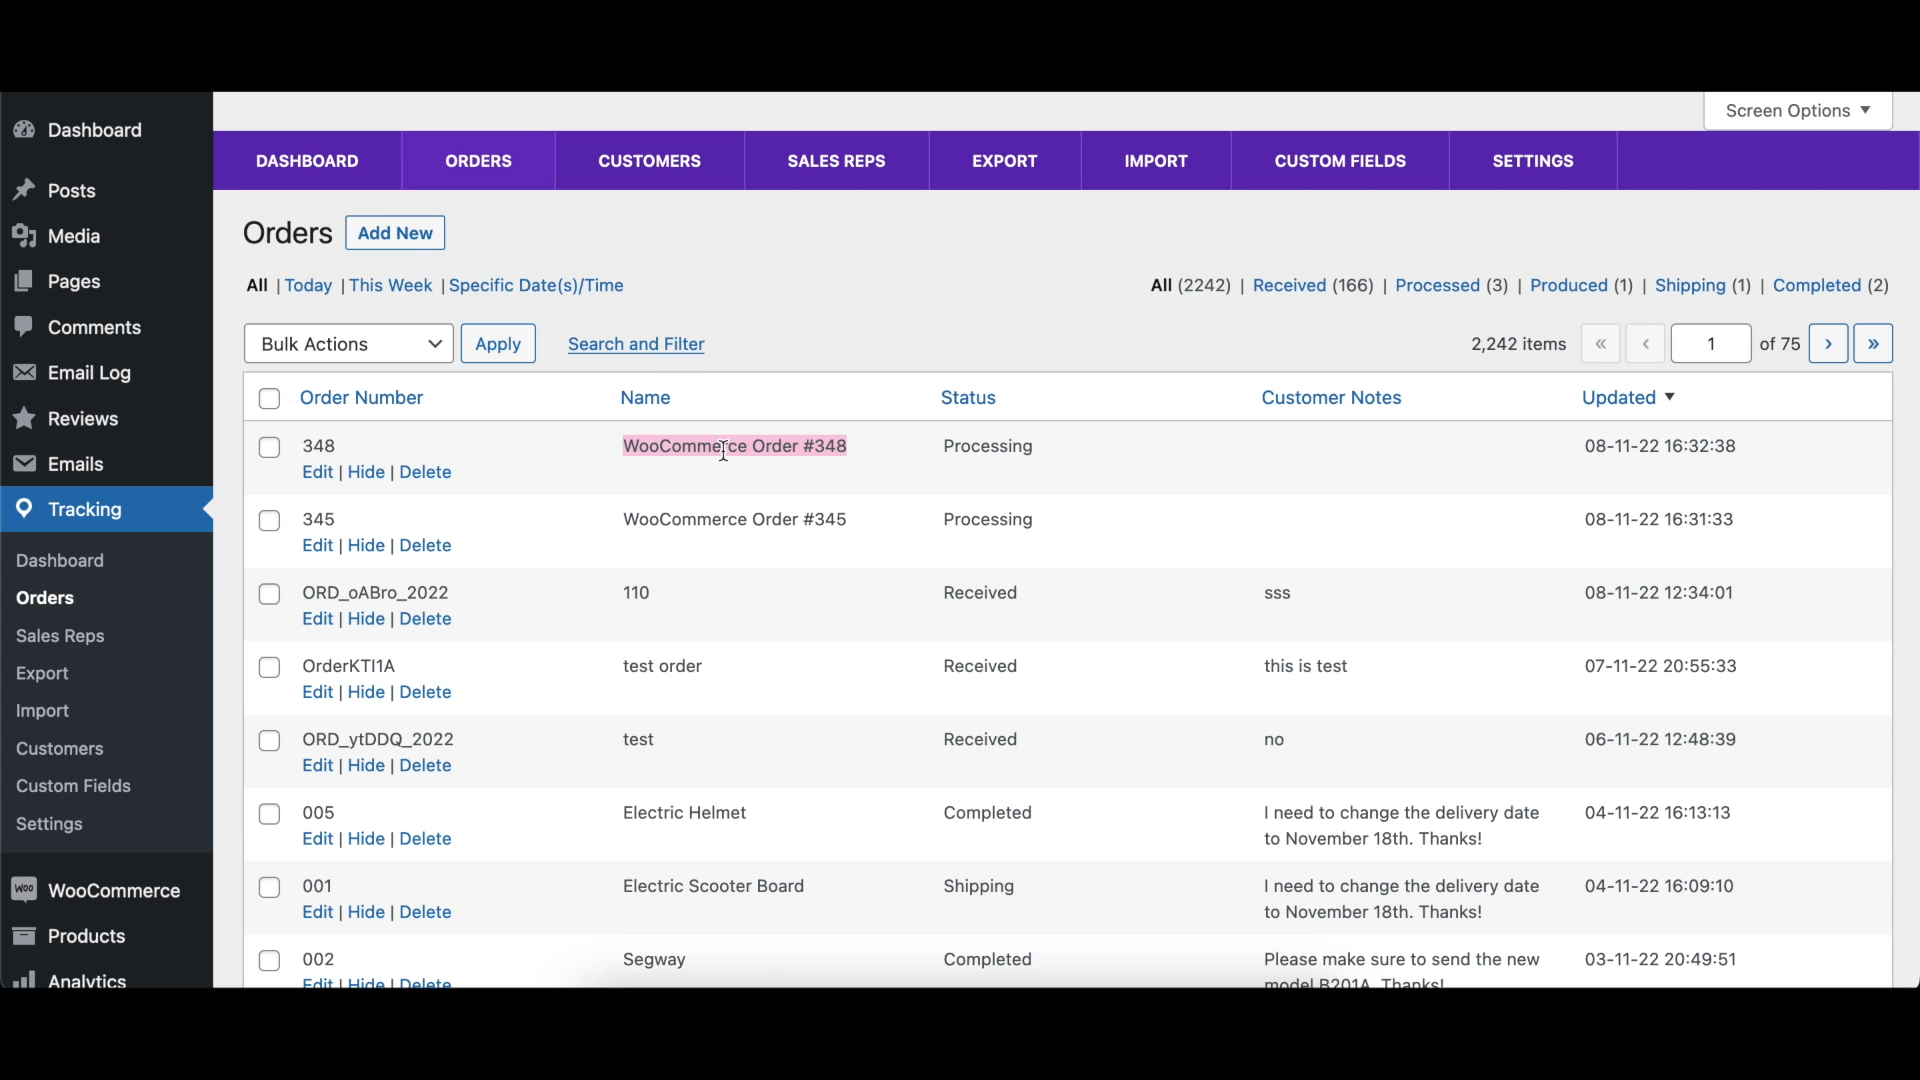 Screen Options
Dashboard
Posts
Media
Pages
Comments
Email Log
Reviews
Emails
Tracking
Dashboard
Orders
Sales Reps
Export
Import
Customers
Custom Fields
Settings
WOO WooCommerce
Products
Analytics
DASHBOARD ORDERS CUSTOMERS SALES REPS EXPORT IMPORT CUSTOM FIELDS SETTINGS
Orders Add New
All | Today | This Week | Specific Date(s)/Time
All (2242) | Received (166) | Processed (3) | Produced (1) | Shipping (1) | Completed (2)
Bulk Actions Apply Search and Filter 2,242 items « ‹ 1 of 75 › »
Order Number Name Status Customer Notes Updated
348 WooCommerce Order #348 Processing 08-11-22 16:32:38
Edit | Hide | Delete
345 WooCommerce Order #345 Processing 08-11-22 16:31:33
Edit | Hide | Delete
ORD_oABro_2022 110 Received sss 08-11-22 12:34:01
Edit | Hide | Delete
OrderKTI1A test order Received this is test 07-11-22 20:55:33
Edit | Hide | Delete
ORD_ytDDQ_2022 test Received no 06-11-22 12:48:39
Edit | Hide | Delete
005 Electric Helmet Completed I need to change the delivery date 04-11-22 16:13:13
Edit | Hide | Delete to November 18th. Thanks!
001 Electric Scooter Board Shipping I need to change the delivery date 04-11-22 16:09:10
Edit | Hide | Delete to November 18th. Thanks!
002 Segway Completed Please make sure to send the new 03-11-22 20:49:51
Edit | Hide | Delete model B201A. Thanks!